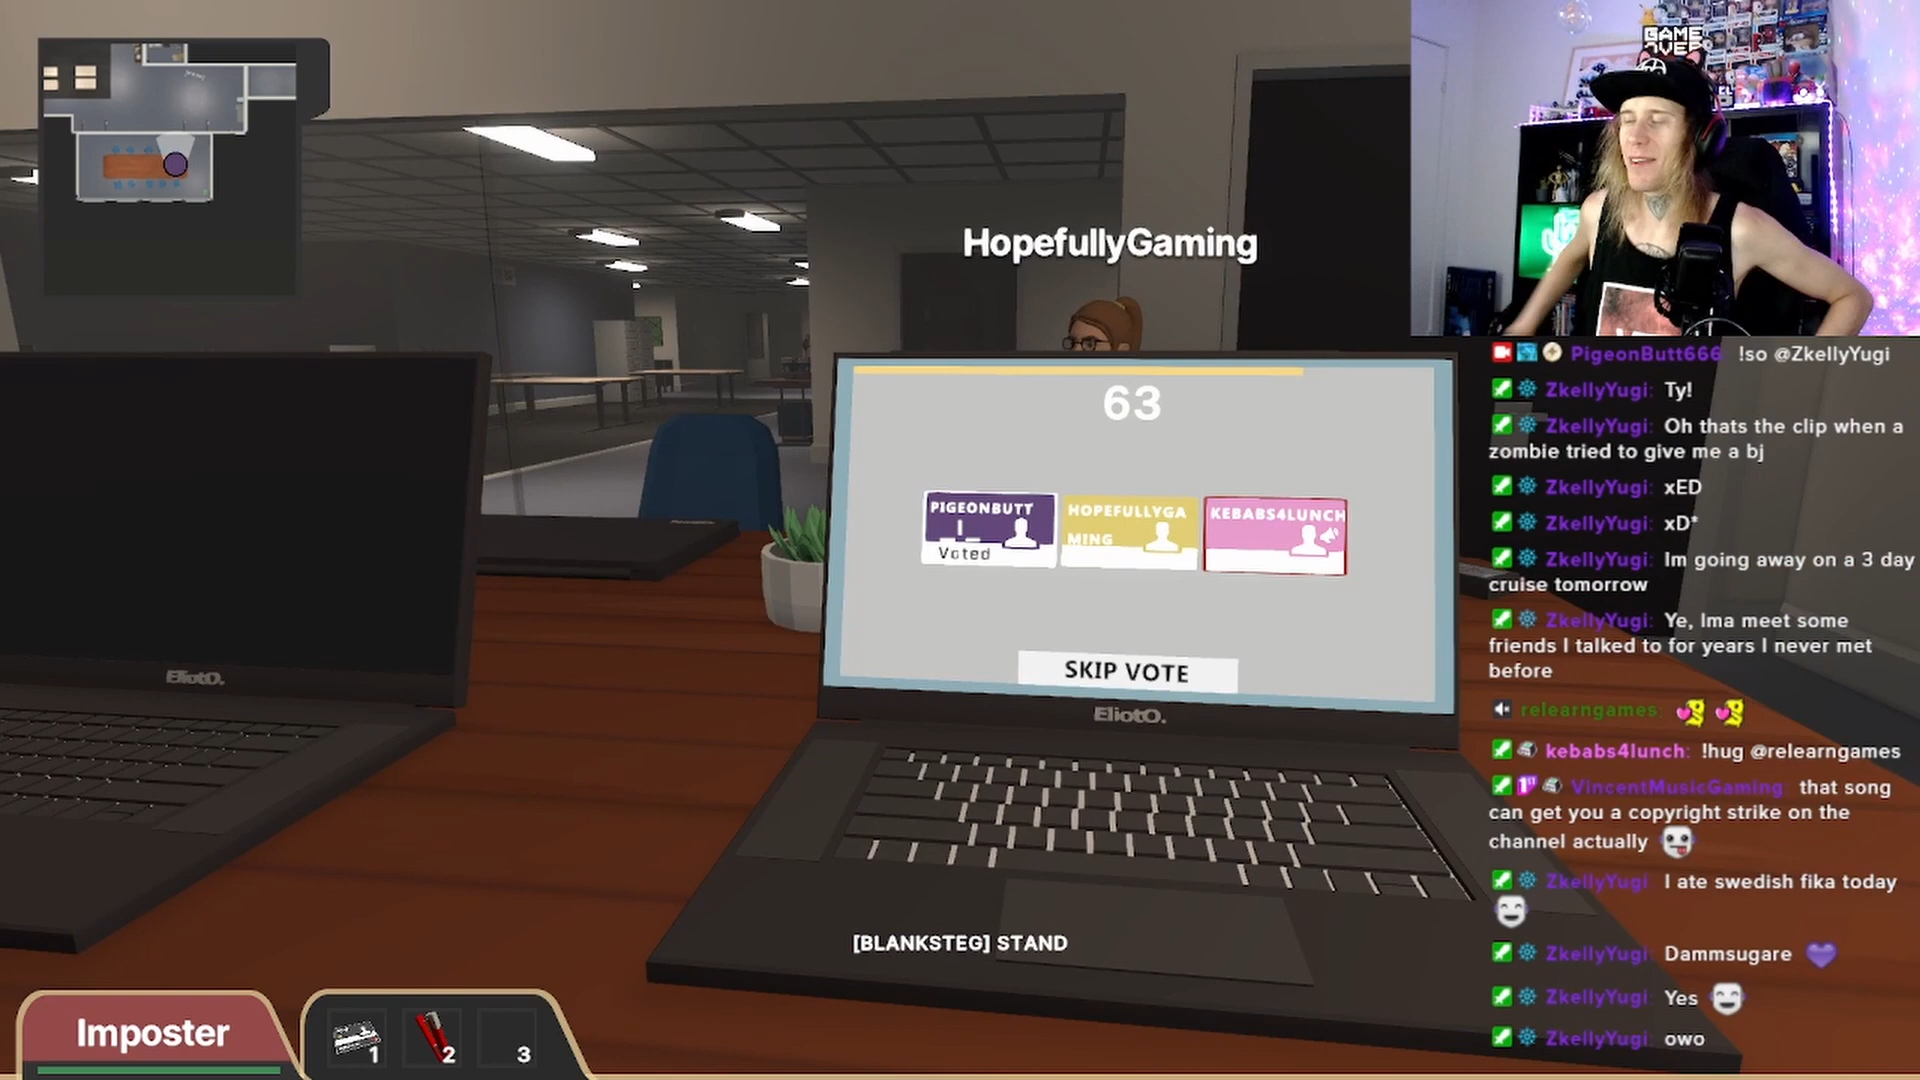 GAME
OVER
HopefullyGaming
63
PIGEONBUTT
Voted
HOPEFULLYGA
MING
KEBABS4LUNCH
SKIP VOTE
EliotO.
EliotO.
[BLANKSTEG] STAND
Imposter
1
2
3
PigeonButt666 !so @ZkellyYugi
ZkellyYugi: Ty!
ZkellyYugi: Oh thats the clip when a
zombie tried to give me a bj
ZkellyYugi: xED
ZkellyYugi: xD*
ZkellyYugi: Im going away on a 3 day
cruise tomorrow
ZkellyYugi: Ye, Ima meet some
friends I talked to for years I never met
before
relearngames:
kebabs4lunch: !hug @relearngames
VincentMusicGaming: that song
can get you a copyright strike on the
channel actually
ZkellyYugi: I ate swedish fika today
ZkellyYugi: Dammsugare
ZkellyYugi: Yes
ZkellyYugi: owo